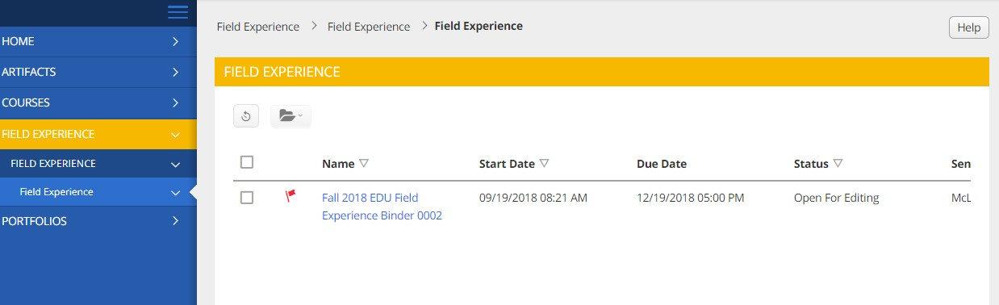 Field Experience > Field Experience > Field Experience
Help
HOME
ARTIFACTS
COURSES
FIELD EXPERIENCE
FIELD EXPERIENCE
Field Experience
PORTFOLIOS
FIELD EXPERIENCE
Name Start Date Due Date Status Sen
Fall 2018 EDU Field 09/19/2018 08:21 AM 12/19/2018 05:00 PM Open For Editing McL
Experience Binder 0002